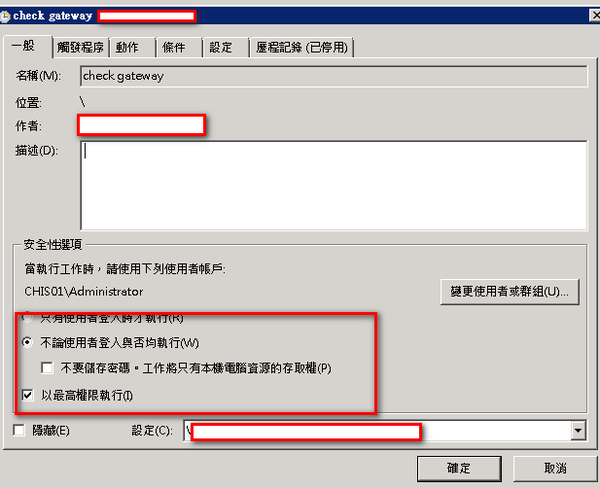 check gateway
一般 觸發程序 動作 條件 設定 歷程記錄 (已停用)
名稱(M): check gateway
位置: \
作者:
描述(D):
安全性選項
當執行工作時，請使用下列使用者帳戶:
CHIS01\Administrator 變更使用者或群組(U)...
只有使用者登入時才執行(R)
不論使用者登入與否均執行(W)
不要儲存密碼。工作將只有本機電腦資源的存取權(P)
以最高權限執行(I)
隱藏(E) 設定(C): \
確定 取消